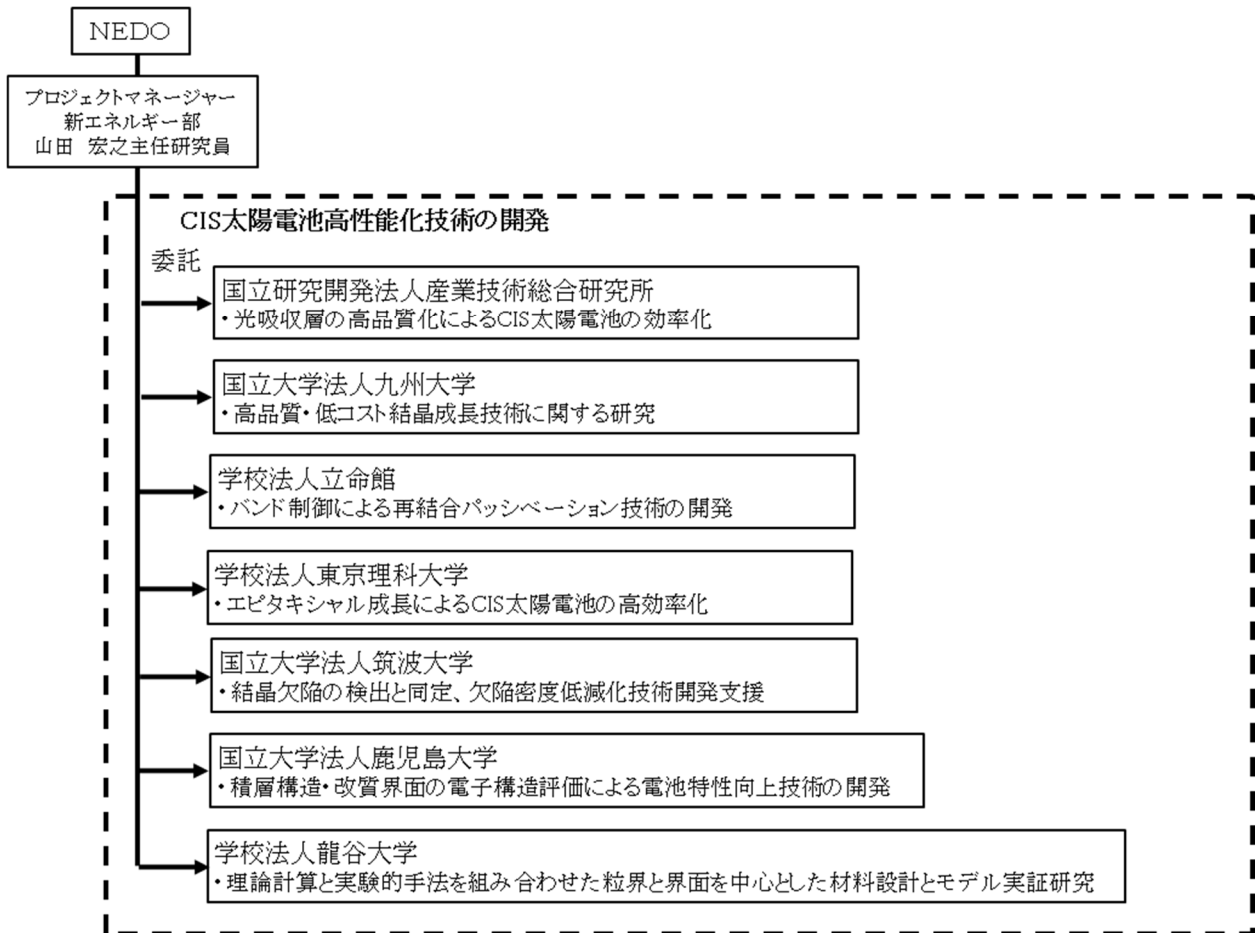 NEDO
プロジェクトマネージャー
新エネルギー部
山田 宏之主任研究員
CIS太陽電池高性能化技術の開発
委託
国立研究開発法人産業技術総合研究所
・光吸収層の高品質化によるCIS太陽電池の効率化
国立大学法人九州大学
・高品質・低コスト結晶成長技術に関する研究
学校法人立命館
・バンド制御による再結合パッシベーション技術の開発
学校法人東京理科大学
・エピタキシャル成長によるCIS太陽電池の高効率化
国立大学法人筑波大学
・結晶欠陥の検出と同定、欠陥密度低減化技術開発支援
国立大学法人鹿児島大学
・積層構造・改質界面の電子構造評価による電池特性向上技術の開発
学校法人龍谷大学
・理論計算と実験的手法を組み合わせた粒界と界面を中心とした材料設計とモデル実証研究